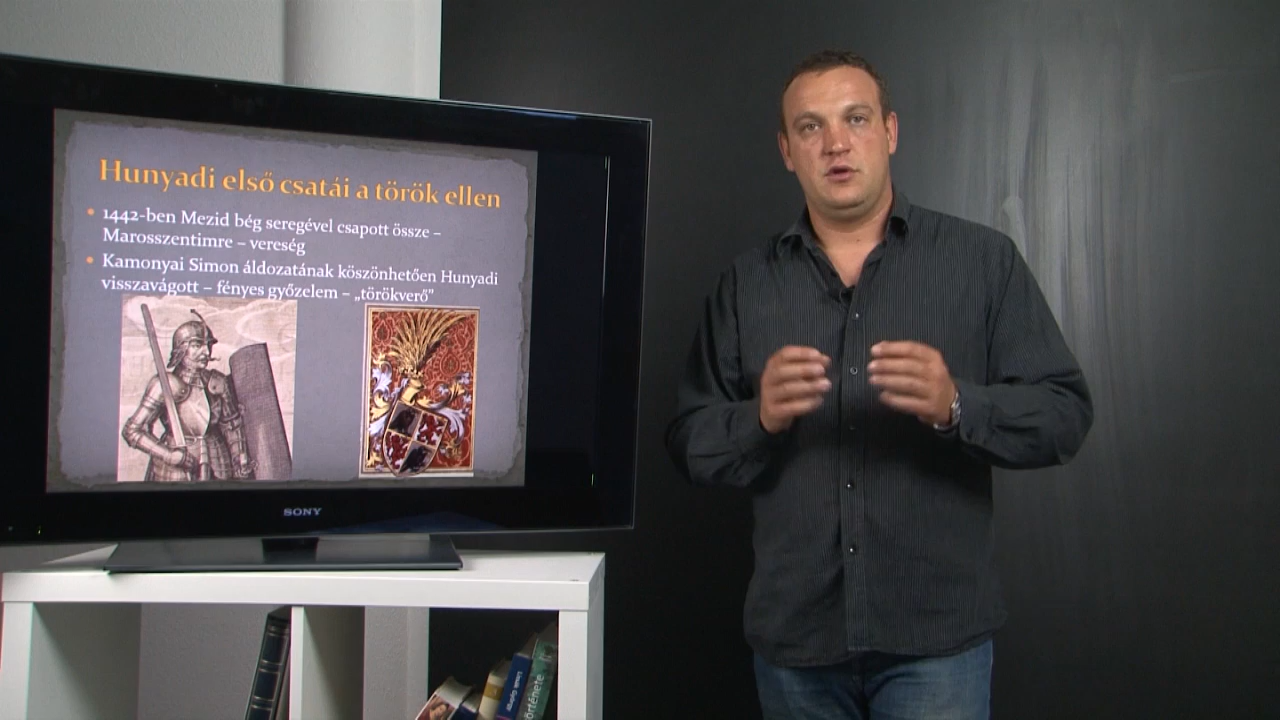 Hunyadi első csatái a török ellen
• 1442-ben Mezid bég seregével csapott össze –
Marosszentimre – vereség
• Kamonyai Simon áldozatának köszönhetően Hunyadi
visszavágott – fényes győzelem – „törökverő”
SONY